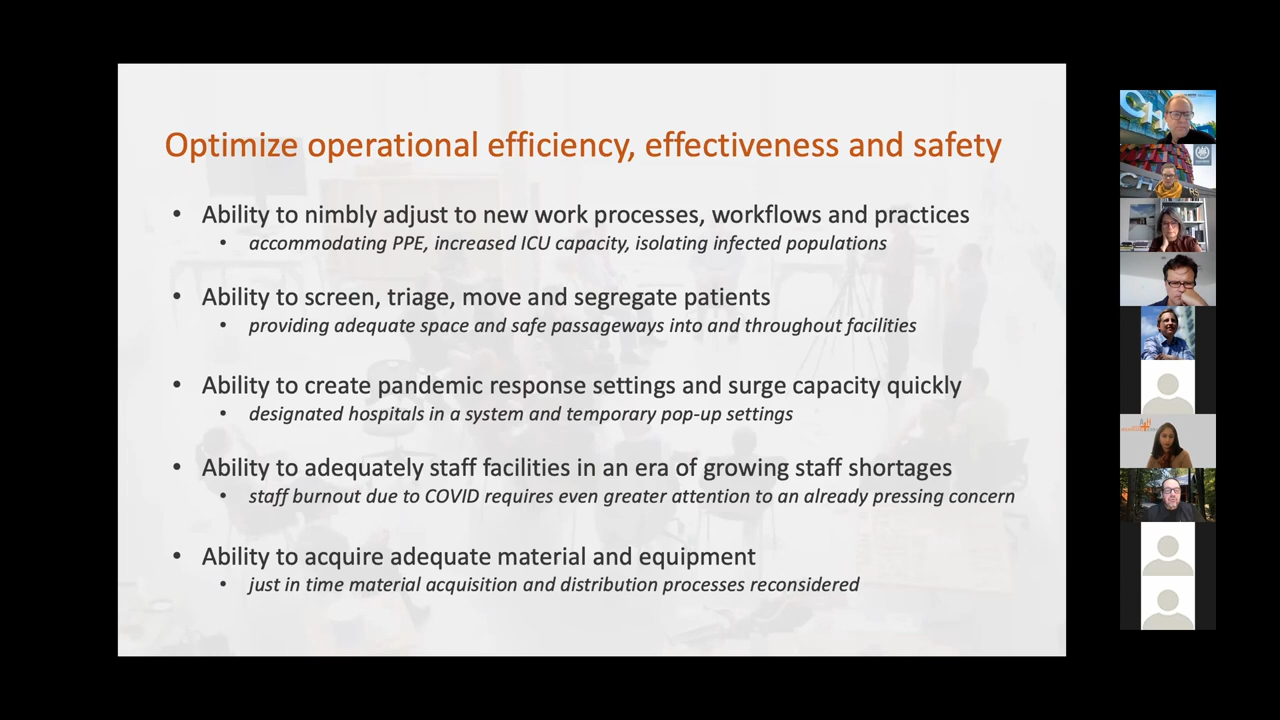 Optimize operational efficiency, effectiveness and safety
• Ability to nimbly adjust to new work processes, workflows and practices
• accommodating PPE, increased ICU capacity, isolating infected populations
• Ability to screen, triage, move and segregate patients
• providing adequate space and safe passageways into and throughout facilities
• Ability to create pandemic response settings and surge capacity quickly
• designated hospitals in a system and temporary pop-up settings
• Ability to adequately staff facilities in an era of growing staff shortages
• staff burnout due to COVID requires even greater attention to an already pressing concern
• Ability to acquire adequate material and equipment
• just in time material acquisition and distribution processes reconsidered